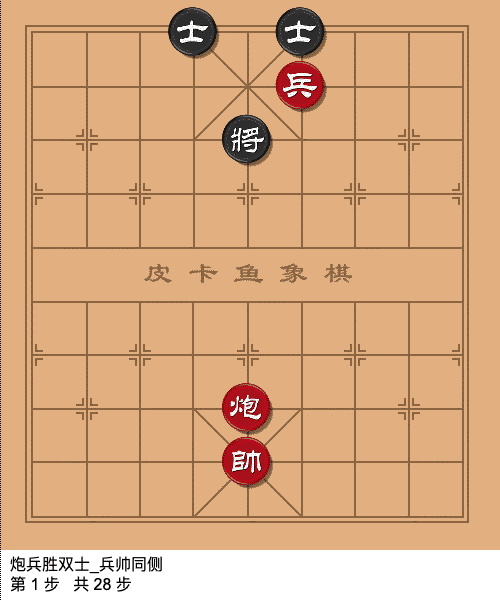 士 士
兵
將
皮卡鱼象棋
炮
帥
炮兵胜双士_兵帅同侧
第 1 步 共 28 步